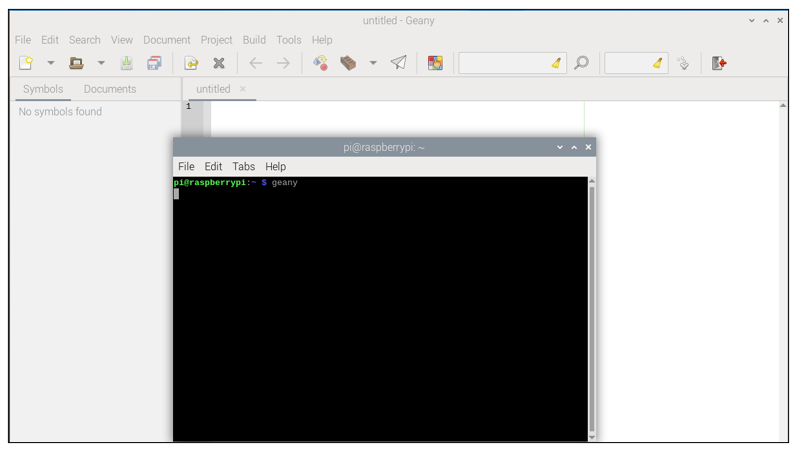 untitled - Geany
File Edit Search View Document Project Build Tools Help
Symbols Documents untitled
No symbols found
1
pi@raspberrypi: ~
File Edit Tabs Help
pi@raspberrypi:~ $ geany